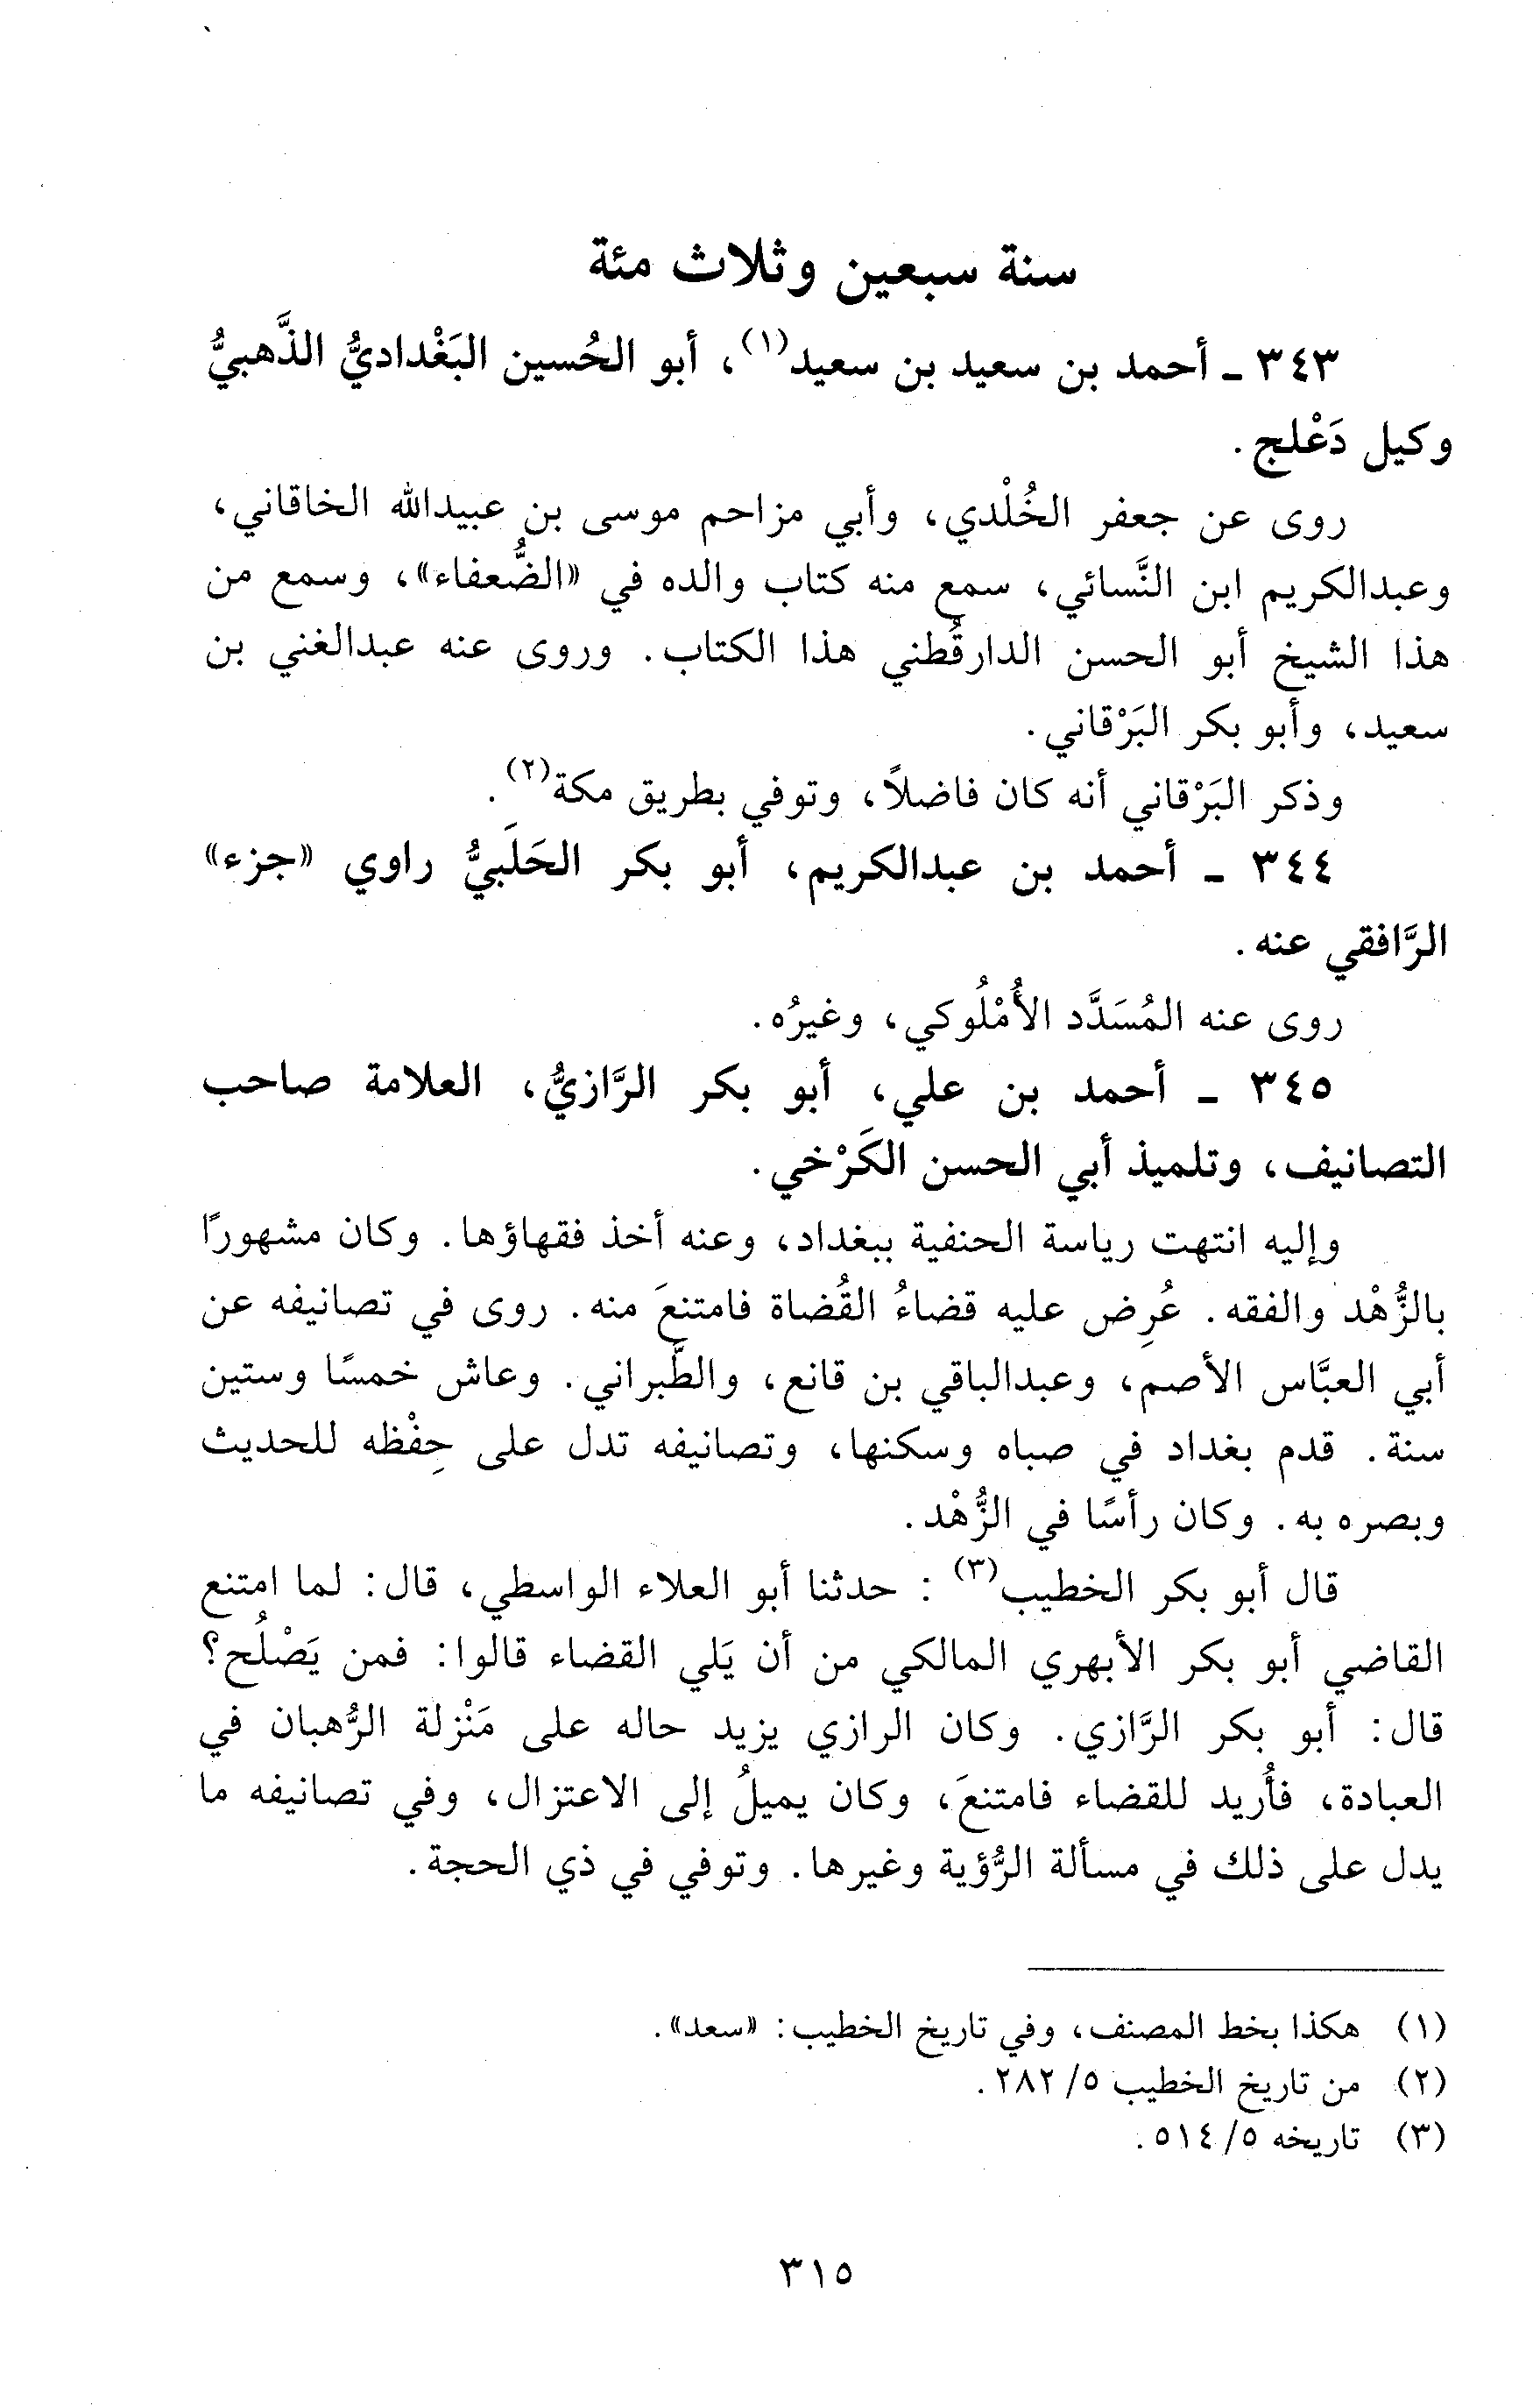 سنة سبعين وثلاث مئة
٣٤٣ ـ أحمد بن سعيد بن سعيد(١)، أبو الحُسين البَغْداديُّ الذَّهبيُّ
وكيل دَعْلج.
روى عن جعفر الخُلْدي، وأبي مزاحم موسى بن عبيدالله الخاقاني،
وعبدالكريم ابن النَّسائي، سمع منه كتاب والده في «الضُّعفاء»، وسمع من
هذا الشيخ أبو الحسن الدارقُطني هذا الكتاب. وروى عنه عبدالغني بن
سعيد، وأبو بكر البَرْقاني.
وذكر البَرْقاني أنه كان فاضلاً، وتوفي بطريق مكة(٢).
٣٤٤ ـ أحمد بن عبدالكريم، أبو بكر الحَلَبيُّ راوي «جزء»
الرَّافقي عنه.
روى عنه المُسَدَّد الأُمْلُوكي، وغيرُه.
٣٤٥ ـ أحمد بن علي، أبو بكر الرَّازيُّ، العلامة صاحب
التصانيف، وتلميذ أبي الحسن الكَرْخي.
وإليه انتهت رياسة الحنفية ببغداد، وعنه أخذ فقهاؤها. وكان مشهورًا
بالزُّهْد والفقه. عُرِض عليه قضاءُ القُضاة فامتنعَ منه. روى في تصانيفه عن
أبي العبَّاس الأصم، وعبدالباقي بن قانع، والطَّبراني. وعاش خمسًا وستين
سنة. قدم بغداد في صباه وسكنها، وتصانيفه تدل على حِفْظه للحديث
وبصره به. وكان رأسًا في الزُّهْد.
قال أبو بكر الخطيب(٣): حدثنا أبو العلاء الواسطي، قال: لما امتنع
القاضي أبو بكر الأبهري المالكي من أن يَلي القضاء قالوا: فمن يَصْلُح؟
قال: أبو بكر الرَّازي. وكان الرازي يزيد حاله على مَنْزلة الرُّهبان في
العبادة، فأُريد للقضاء فامتنعَ، وكان يميلُ إلى الاعتزال، وفي تصانيفه ما
يدل على ذلك في مسألة الرُّؤية وغيرها. وتوفي في ذي الحجة.
(١) هكذا بخط المصنف، وفي تاريخ الخطيب: «سعد».
(٢) من تاريخ الخطيب ٥/ ٢٨٢.
(٣) تاريخه ٥/ ٥١٤.
٣١٥